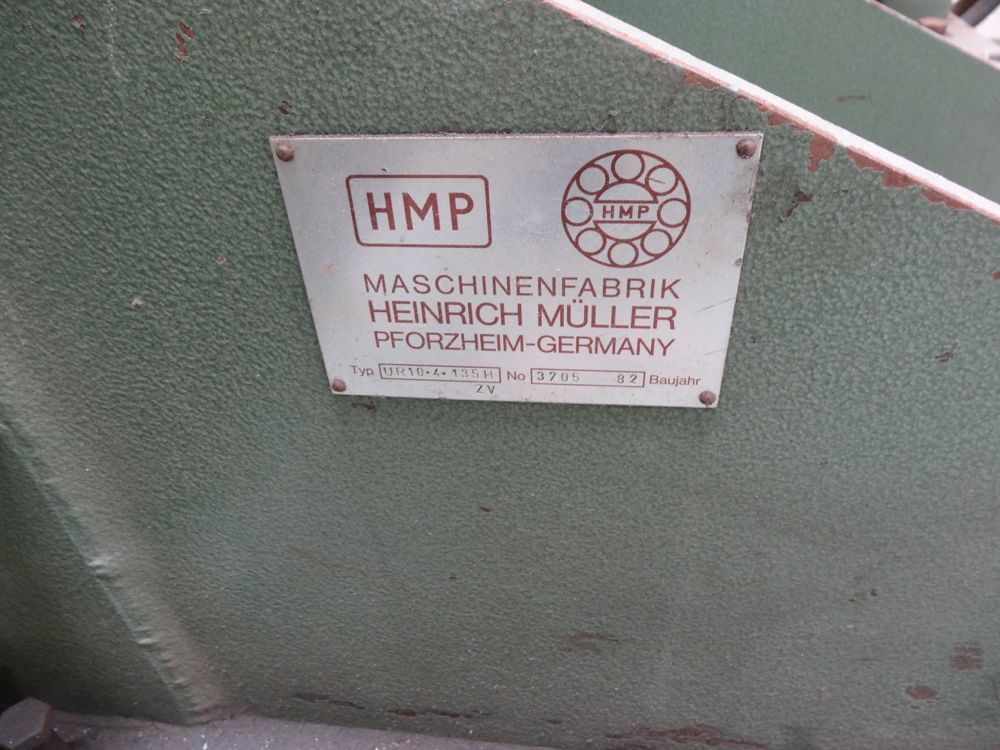 HMP
HMP
MASCHINENFABRIK
HEINRICH MÜLLER
PFORZHEIM-GERMANY
Typ UR10·4·135H No 3705 82 Baujahr
ZV